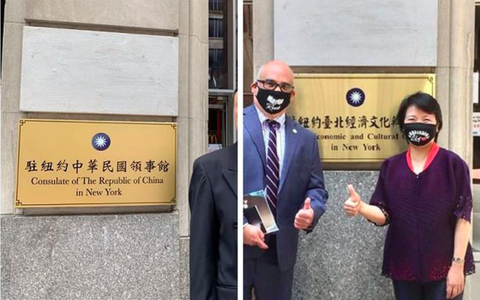 駐紐約中華民國領事館
Consulate of The Republic of China
in New York
駐紐約臺北經濟文化
Economic and Cultural
in New York